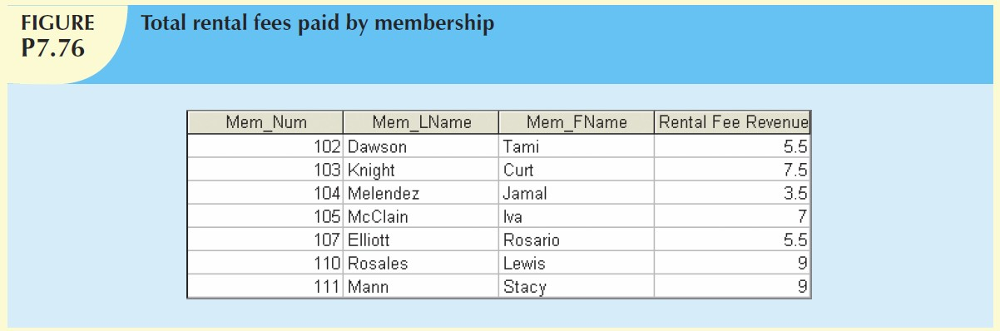 FIGURE P7.76
Total rental fees paid by membership
Mem_Num Mem_LName Mem_FName Rental Fee Revenue
102 Dawson Tami 5.5
103 Knight Curt 7.5
104 Melendez Jamal 3.5
105 McClain Iva 7
107 Elliott Rosario 5.5
110 Rosales Lewis 9
111 Mann Stacy 9